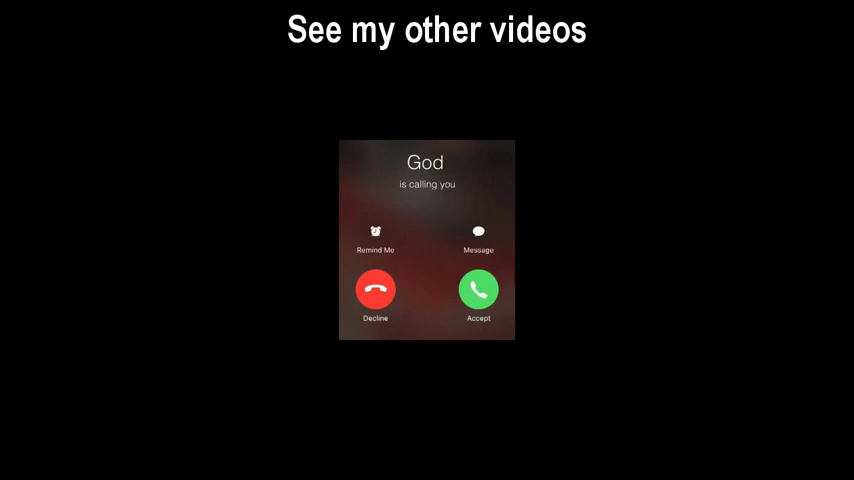 See my other videos
God
is calling you
Remind Me Message
Decline Accept